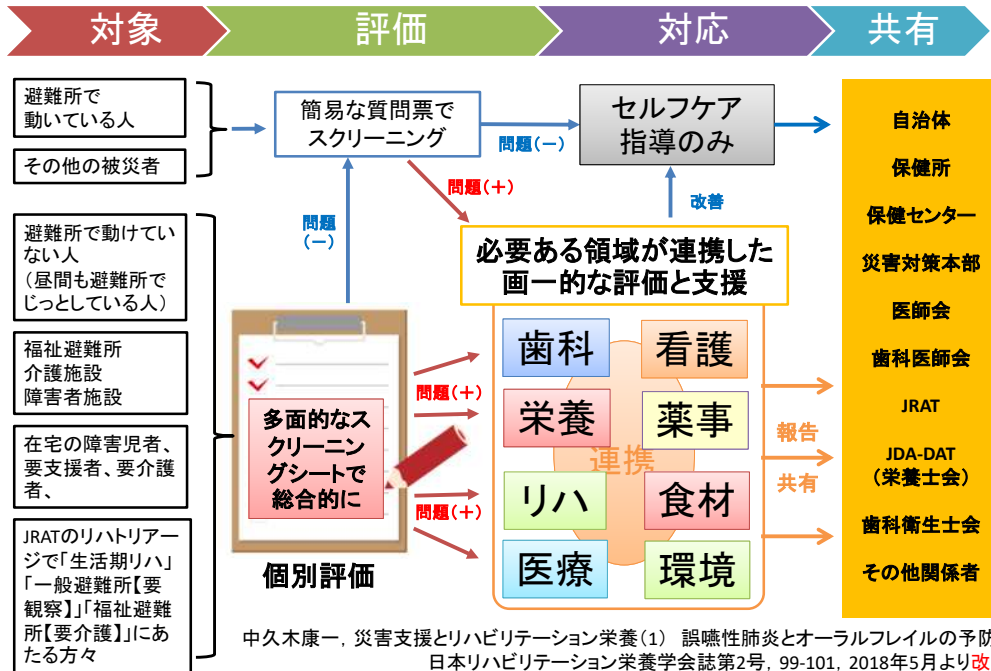 対象
評価
対応
共有
避難所で
動いている人
その他の被災者
簡易な質問票で
スクリーニング
問題(－)
セルフケア
指導のみ
問題(＋)
問題
(－)
改善
避難所で動けてい
ない人
(昼間も避難所で
じっとしている人)
福祉避難所
介護施設
障害者施設
在宅の障害児者、
要支援者、要介護
者、
JRATのリハトリアー
ジで「生活期リハ」
「一般避難所【要
観察】」「福祉避難
所【要介護】」にあ
たる方々
多面的なス
クリーニン
グシートで
総合的に
個別評価
問題(＋)
問題(＋)
必要ある領域が連携した
画一的な評価と支援
歯科
看護
栄養
薬事
連携
リハ
食材
医療
環境
報告
共有
自治体
保健所
保健センター
災害対策本部
医師会
歯科医師会
JRAT
JDA-DAT
(栄養士会)
歯科衛生士会
その他関係者
中久木康一，災害支援とリハビリテーション栄養(1) 誤嚥性肺炎とオーラルフレイルの予防
日本リハビリテーション栄養学会誌第2号，99-101，2018年5月より改